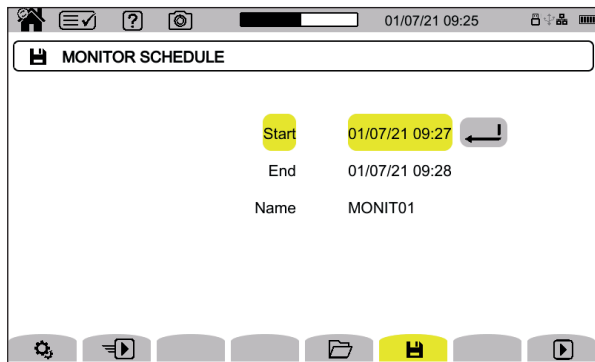 01/07/21 09:25
MONITOR SCHEDULE
Start 01/07/21 09:27
End 01/07/21 09:28
Name MONIT01